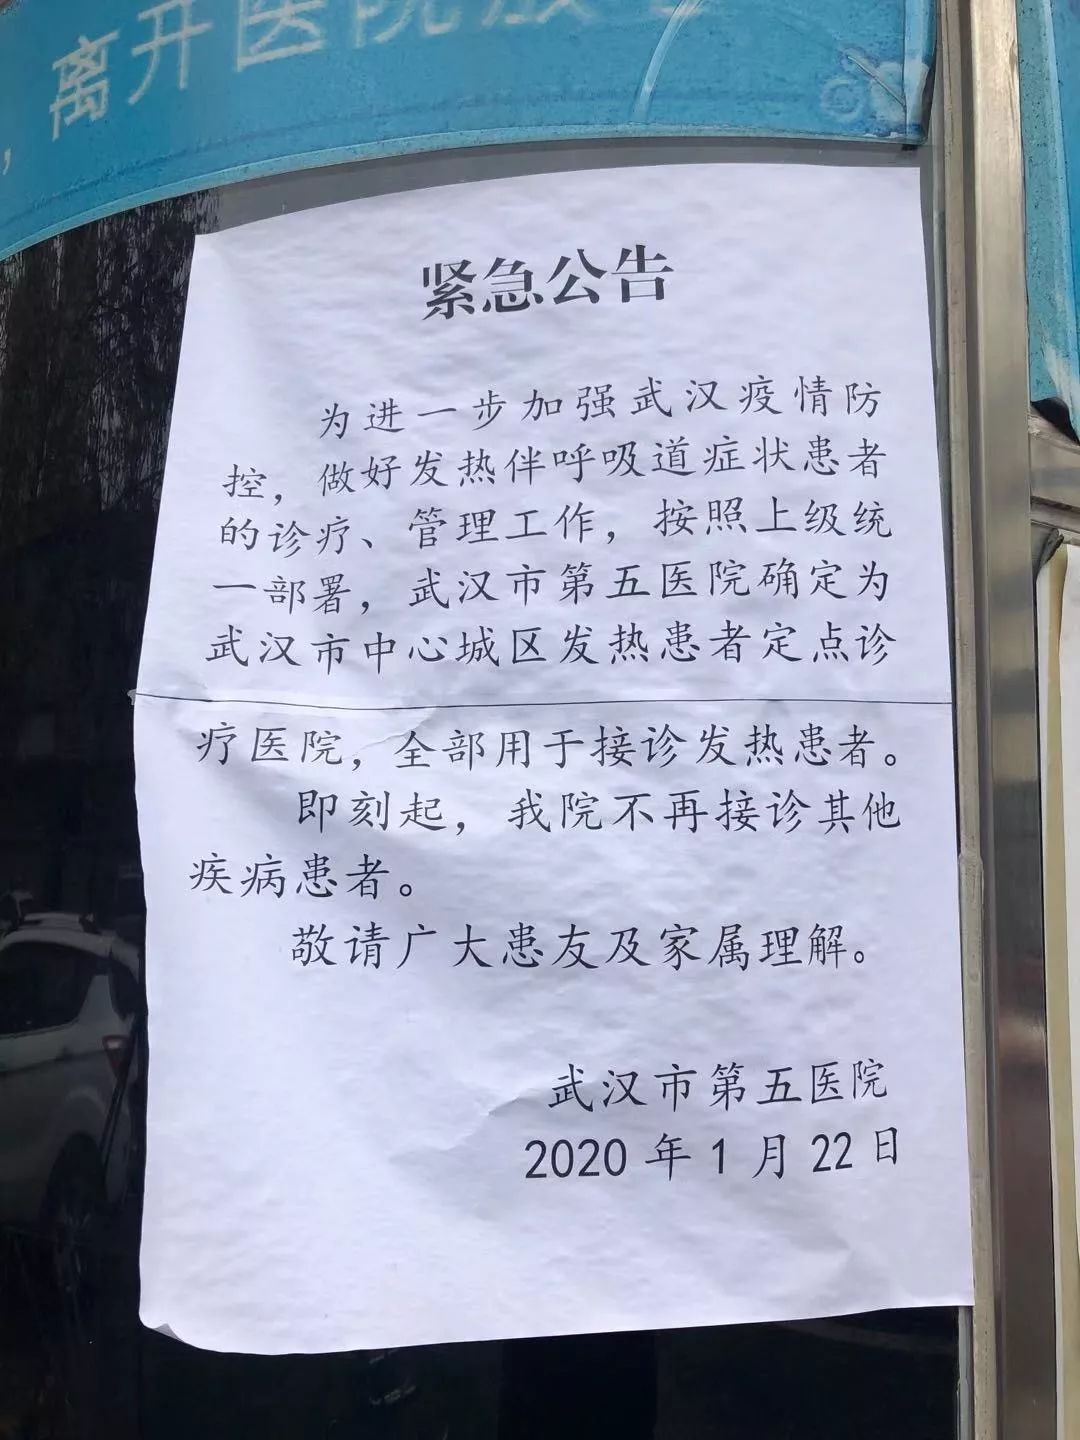 ，离开医院
紧急公告
为进一步加强武汉疫情防
控，做好发热伴呼吸道症状患者
的诊疗、管理工作，按照上级统
一部署，武汉市第五医院确定为
武汉市中心城区发热患者定点诊
疗医院，全部用于接诊发热患者。
即刻起，我院不再接诊其他
疾病患者。
敬请广大患友及家属理解。
武汉市第五医院
2020 年 1 月 22 日